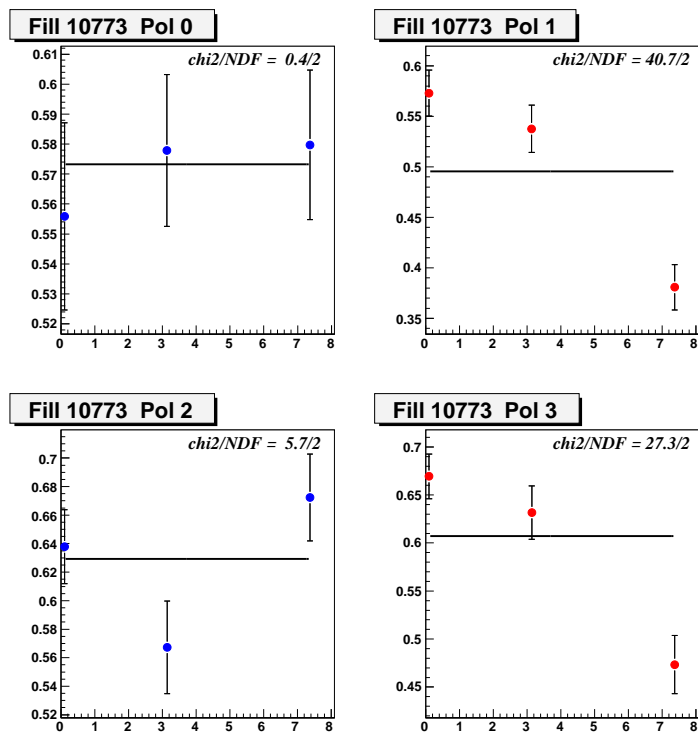 Fill 10773 Pol 0
chi2/NDF = 0.4/2
0.61
0.6
0.59
0.58
0.57
0.56
0.55
0.54
0.53
0.52
0 1 2 3 4 5 6 7 8
Fill 10773 Pol 1
chi2/NDF = 40.7/2
0.6
0.55
0.5
0.45
0.4
0.35
0 1 2 3 4 5 6 7 8
Fill 10773 Pol 2
chi2/NDF = 5.7/2
0.7
0.68
0.66
0.64
0.62
0.6
0.58
0.56
0.54
0.52
0 1 2 3 4 5 6 7 8
Fill 10773 Pol 3
chi2/NDF = 27.3/2
0.7
0.65
0.6
0.55
0.5
0.45
0 1 2 3 4 5 6 7 8